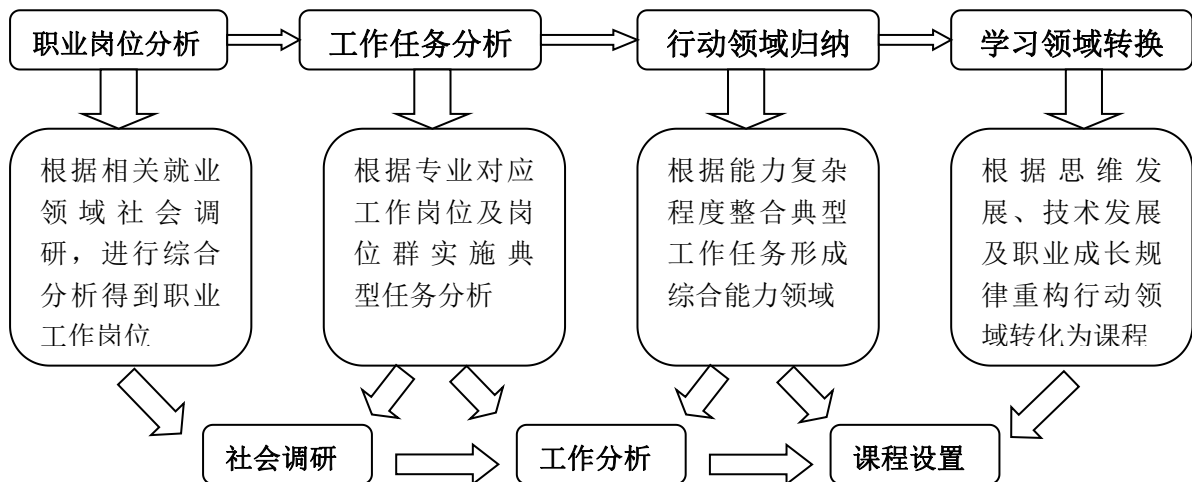 职业岗位分析
工作任务分析
行动领域归纳
学习领域转换
根据相关就业
领域社会调
研，进行综合
分析得到职业
工作岗位
根据专业对应
工作岗位及岗
位群实施典
型任务分析
根据能力复杂
程度整合典型
工作任务形成
综合能力领域
根据思维发
展、技术发展
及职业成长规
律重构行动领
域转化为课程
社会调研
工作分析
课程设置